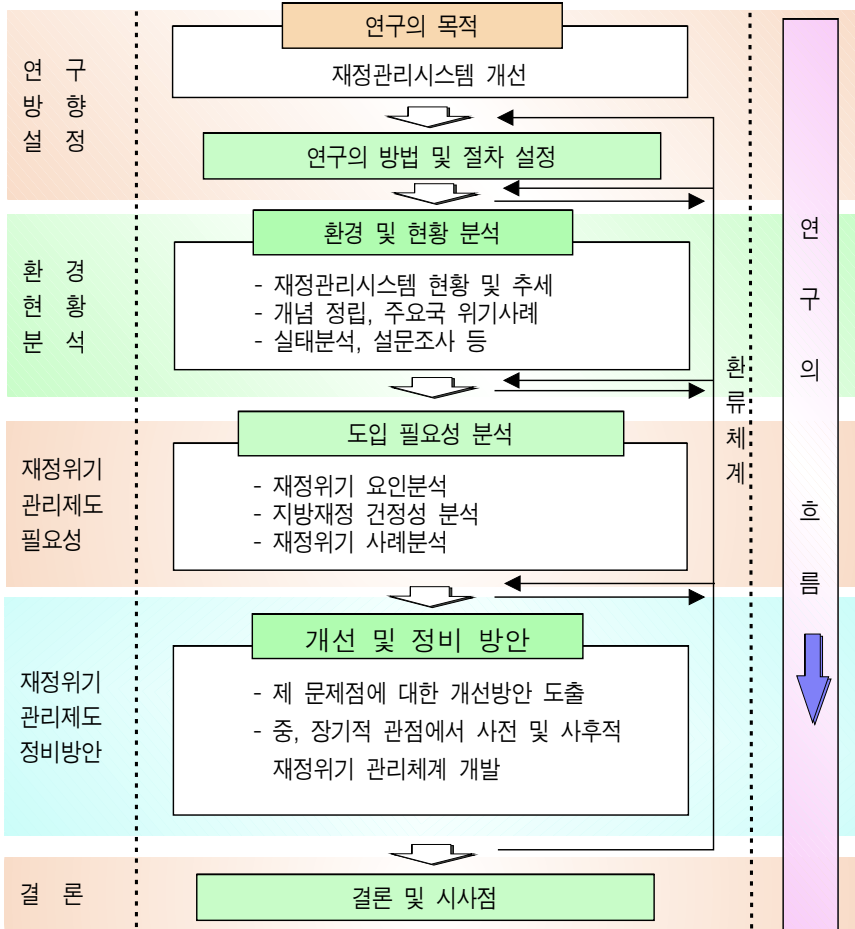 연구의 목적
재정관리시스템 개선
연 구
방 향
설 정
연구의 방법 및 절차 설정
환경 및 현황 분석
환 경
현 황
분 석
- 재정관리시스템 현황 및 추세
- 개념 정립, 주요국 위기사례
- 실태분석, 설문조사 등
도입 필요성 분석
재정위기
관리제도
필요성
- 재정위기 요인분석
- 지방재정 건정성 분석
- 재정위기 사례분석
개선 및 정비 방안
재정위기
관리제도
정비방안
- 제 문제점에 대한 개선방안 도출
- 중, 장기적 관점에서 사전 및 사후적
재정위기 관리체계 개발
결 론
결론 및 시사점
환류체계
연구의 흐름